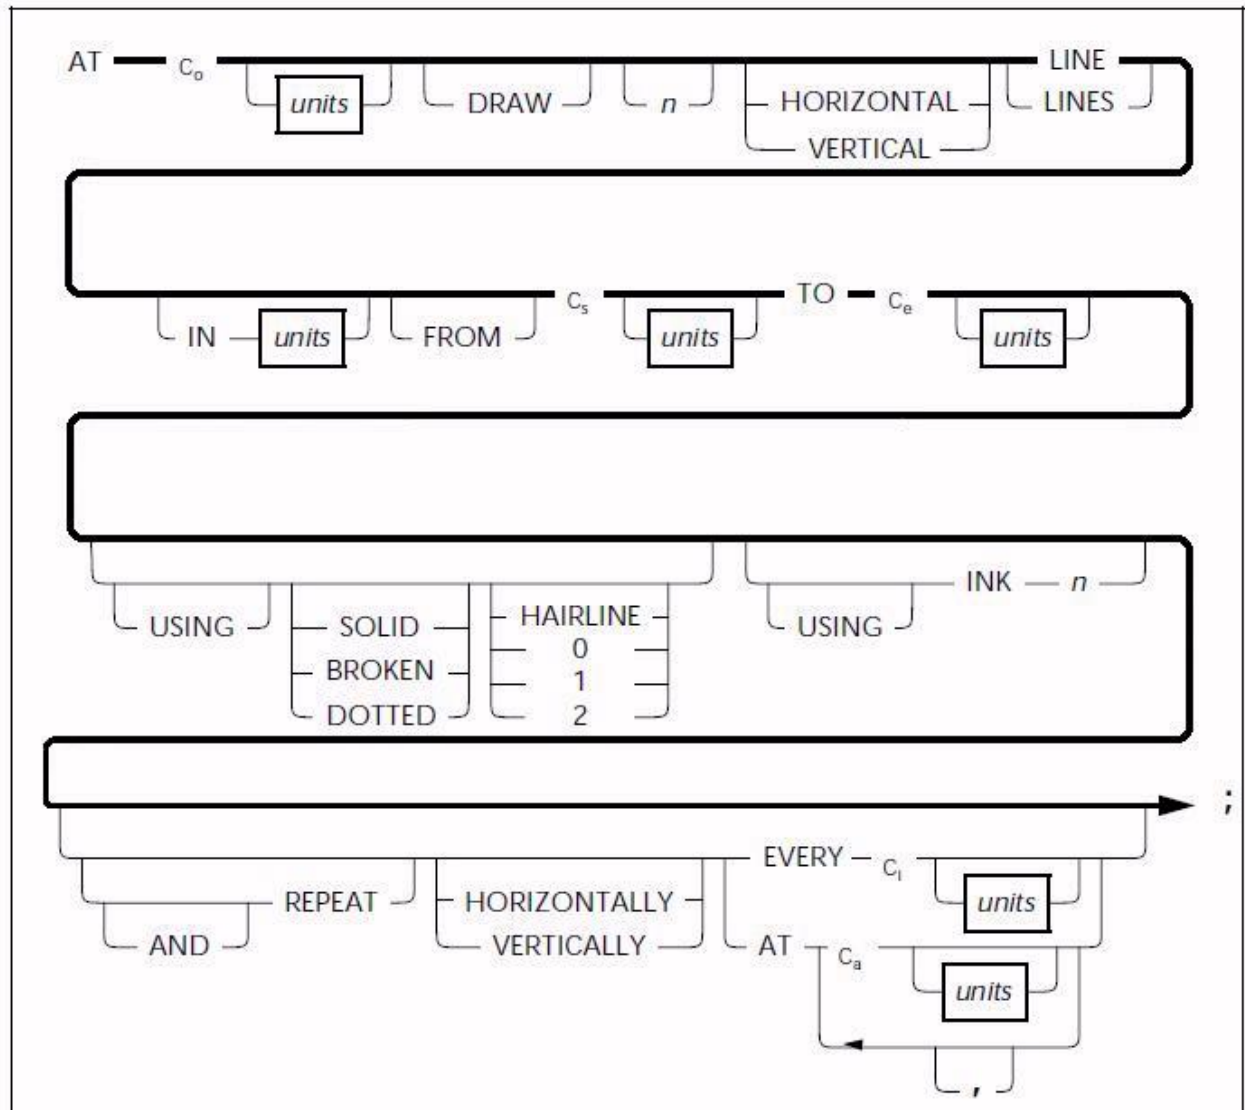 AT C₀ LINE
units DRAW n HORIZONTAL LINES
VERTICAL
Cₛ TO Cₑ
IN units FROM units units
INK n
USING SOLID HAIRLINE USING
0
BROKEN 1
DOTTED 2
;
EVERY Cᵢ
REPEAT HORIZONTALLY units
AND VERTICALLY AT Cₐ
units
,